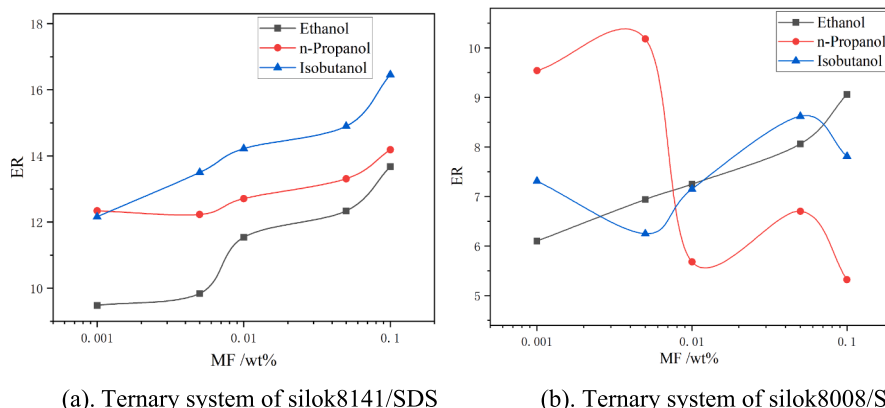 18
16
14
12
10
ER
0.001
0.01
0.1
MF /wt%
Ethanol
n-Propanol
Isobutanol
(a). Ternary system of silok8141/SDS
10
9
8
7
6
5
ER
0.001
0.01
0.1
MF /wt%
Ethanol
n-Propanol
Isobutanol
(b). Ternary system of silok8008/S